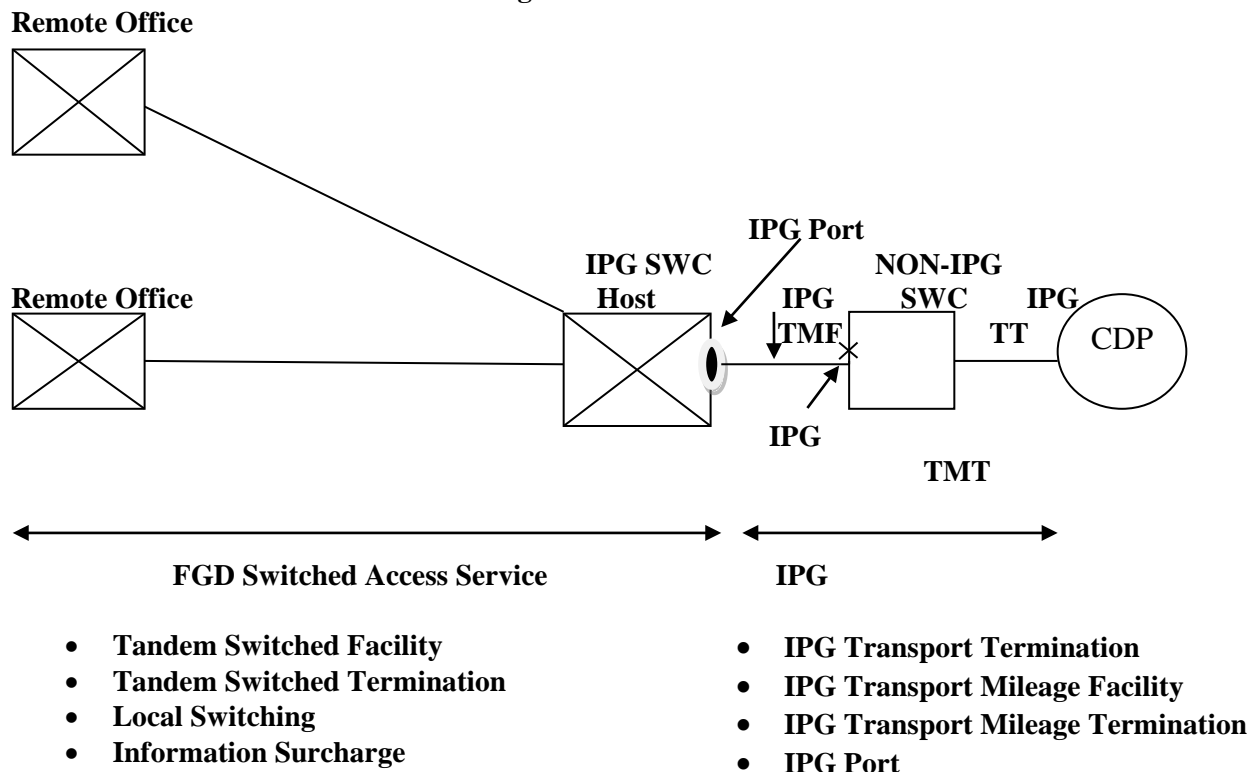 Remote Office
IPG Port
IPG SWC
Host
NON-IPG
SWC
Remote Office
IPG
TMF
IPG
TT
CDP
IPG
TMT
FGD Switched Access Service
IPG
• Tandem Switched Facility
• Tandem Switched Termination
• Local Switching
• Information Surcharge
• IPG Transport Termination
• IPG Transport Mileage Facility
• IPG Transport Mileage Termination
• IPG Port